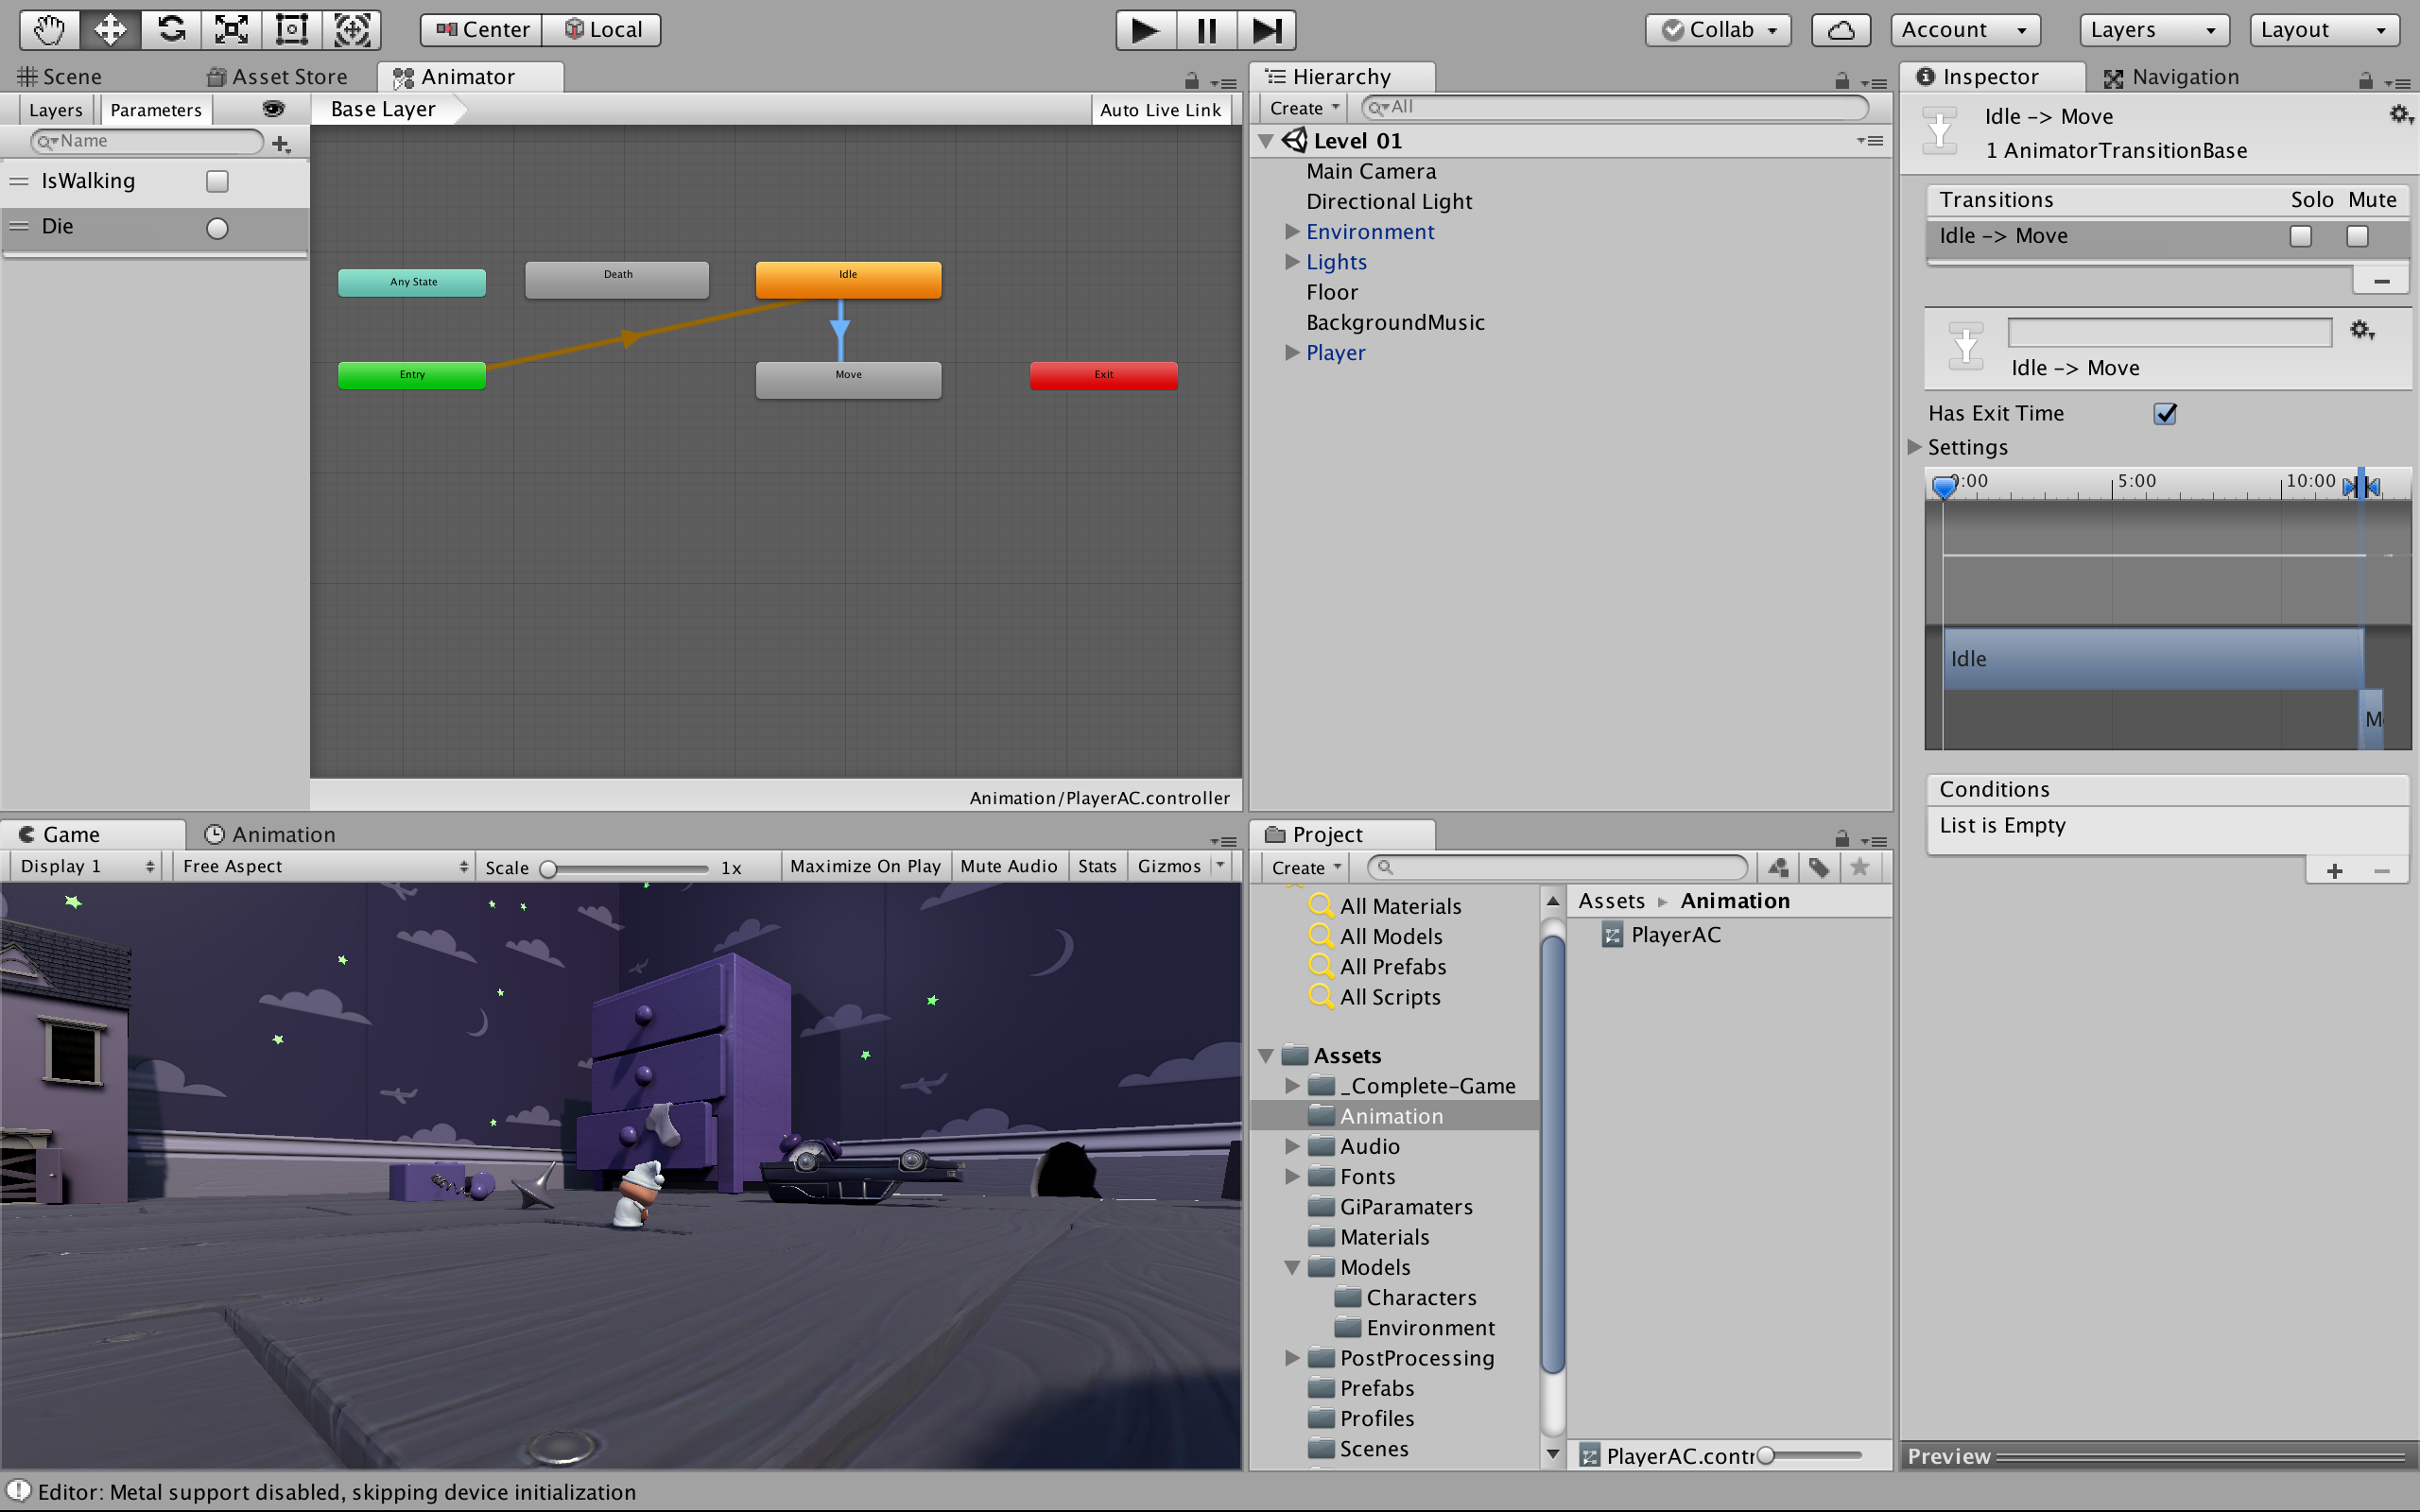 Center Local Collab Account Layers Layout
Scene Asset Store Animator
Layers Parameters Base Layer Auto Live Link
Name
IsWalking
Die
Any State Death Idle
Entry Move Exit
Animation/PlayerAC.controller
Hierarchy
Create All
Level 01
Main Camera
Directional Light
Environment
Lights
Floor
BackgroundMusic
Player
Inspector Navigation
Idle -> Move
1 AnimatorTransitionBase
Transitions Solo Mute
Idle -> Move
Idle -> Move
Has Exit Time
Settings
0:00 5:00 10:00
Idle
Conditions
List is Empty
Preview
Game Animation
Display 1 Free Aspect Scale 1x Maximize On Play Mute Audio Stats Gizmos
Project
Create
All Materials
All Models
All Prefabs
All Scripts
Assets
_Complete-Game
Animation
Audio
Fonts
GiParamaters
Materials
Models
Characters
Environment
PostProcessing
Prefabs
Profiles
Scenes
Assets Animation
PlayerAC
PlayerAC.contr
Editor: Metal support disabled, skipping device initialization